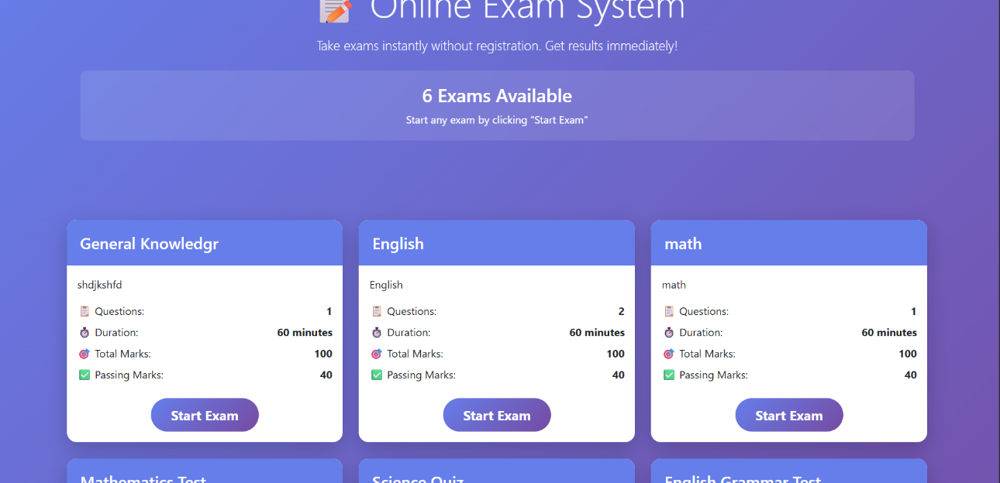 Online Exam System
Take exams instantly without registration. Get results immediately!
6 Exams Available
Start any exam by clicking "Start Exam"
General Knowledgr
shdjkshfd
Questions: 1
Duration: 60 minutes
Total Marks: 100
Passing Marks: 40
Start Exam
English
English
Questions: 2
Duration: 60 minutes
Total Marks: 100
Passing Marks: 40
Start Exam
math
math
Questions: 1
Duration: 60 minutes
Total Marks: 100
Passing Marks: 40
Start Exam
Mathematics Test
Science Quiz
English Grammar Test